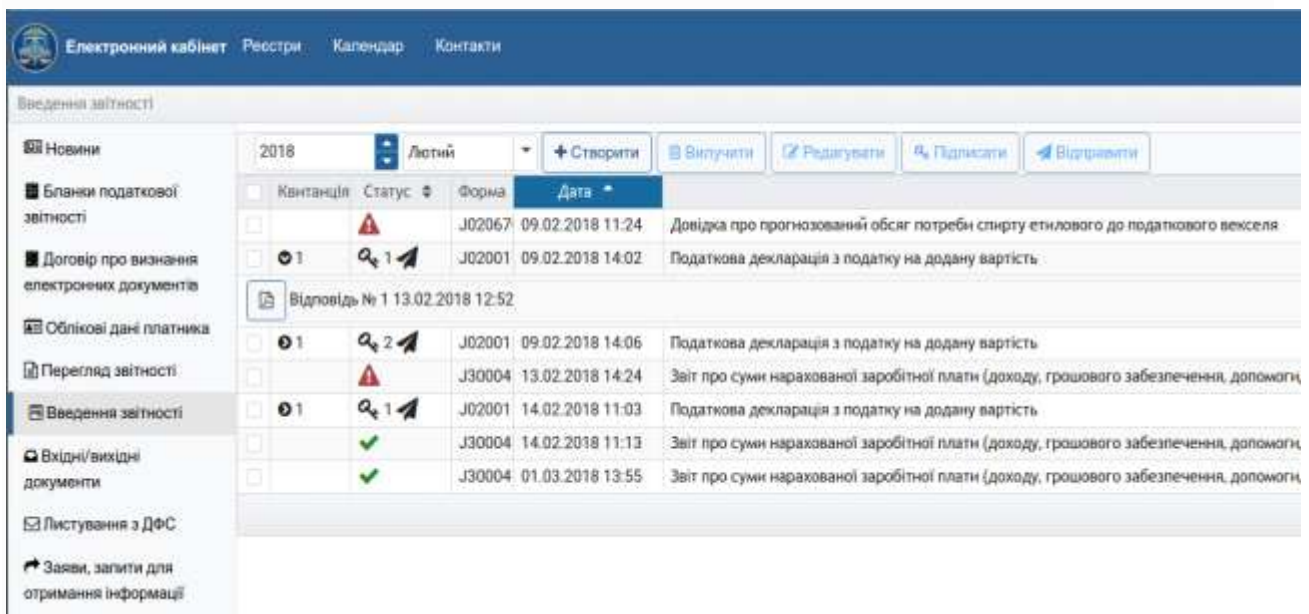 Електронний кабінет Реєстри Календар Контакти
Введення звітності
Новини
Бланки податкової
звітності
Договір про визнання
електронних документів
Облікові дані платника
Перегляд звітності
Введення звітності
Вхідні/вихідні
документи
Листування з ДФС
Заяви, запити для
отримання інформації
2018 Лютий + Створити Вилучити Редагувати Підписати Відправити
Квитанція Статус Форма Дата
J02067 09.02.2018 11:24 Довідка про прогнозований обсяг потреби спирту етилового до податкового векселя
1 1 J02001 09.02.2018 14:02 Податкова декларація з податку на додану вартість
Відповідь № 1 13.02.2018 12:52
1 2 J02001 09.02.2018 14:06 Податкова декларація з податку на додану вартість
J30004 13.02.2018 14:24 Звіт про суми нарахованої заробітної плати (доходу, грошового забезпечення, допомоги,
1 1 J02001 14.02.2018 11:03 Податкова декларація з податку на додану вартість
J30004 14.02.2018 11:13 Звіт про суми нарахованої заробітної плати (доходу, грошового забезпечення, допомоги,
J30004 01.03.2018 13:55 Звіт про суми нарахованої заробітної плати (доходу, грошового забезпечення, допомоги,